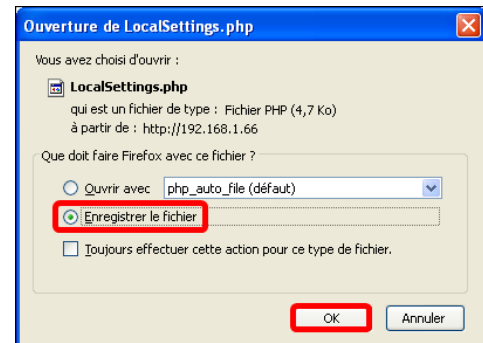 Ouverture de LocalSettings.php
Vous avez choisi d'ouvrir :
LocalSettings.php
qui est un fichier de type : Fichier PHP (4,7 Ko)
à partir de : http://192.168.1.66
Que doit faire Firefox avec ce fichier ?
Ouvrir avec php_auto_file (défaut)
Enregistrer le fichier
Toujours effectuer cette action pour ce type de fichier.
OK Annuler